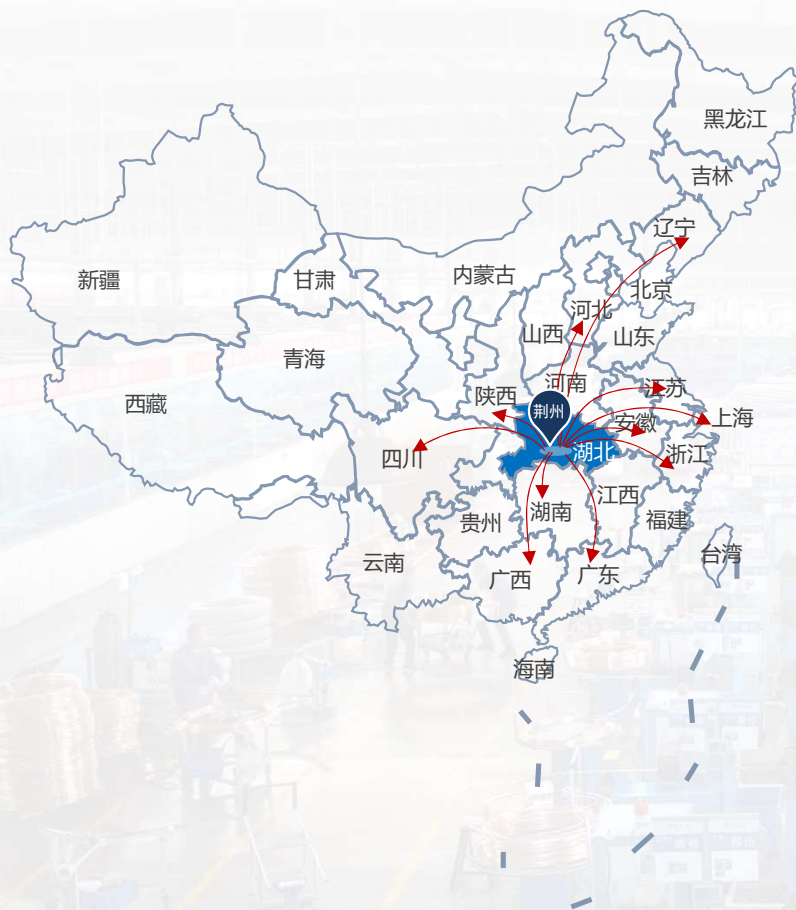 黑龙江
吉林
辽宁
新疆
甘肃
内蒙古
北京
河北
山西
山东
青海
河南
陕西
江苏
西藏
荆州
安徽
上海
四川
湖北
浙江
江西
贵州
湖南
福建
云南
广西
广东
台湾
海南